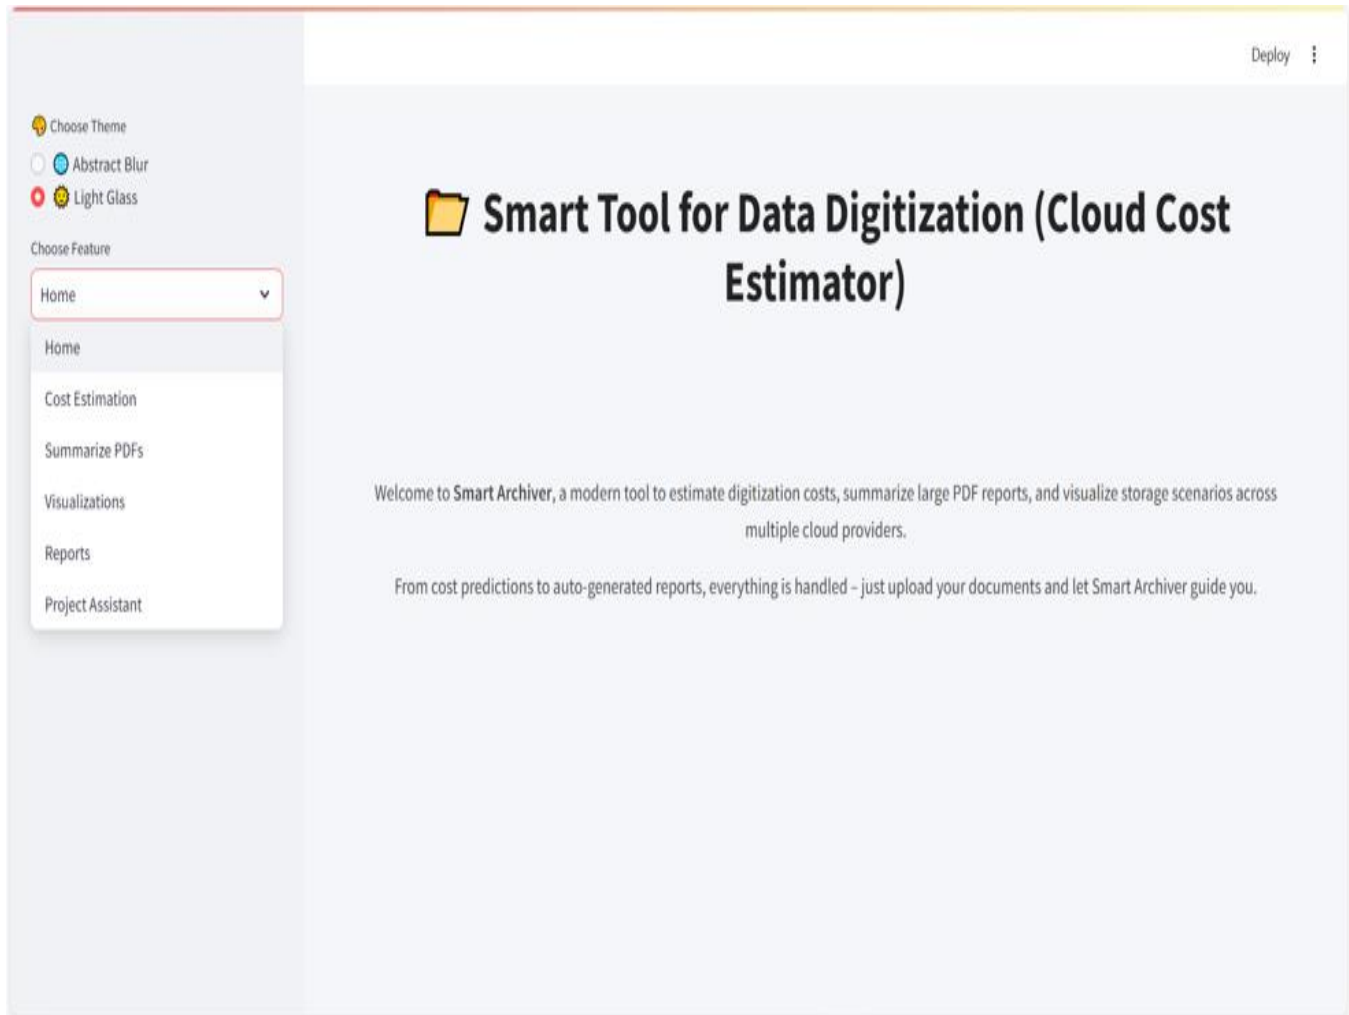 Deploy
Choose Theme
Abstract Blur
Light Glass
Choose Feature
Home
Home
Cost Estimation
Summarize PDFs
Visualizations
Reports
Project Assistant
Smart Tool for Data Digitization (Cloud Cost
Estimator)
Welcome to Smart Archiver, a modern tool to estimate digitization costs, summarize large PDF reports, and visualize storage scenarios across
multiple cloud providers.
From cost predictions to auto-generated reports, everything is handled – just upload your documents and let Smart Archiver guide you.